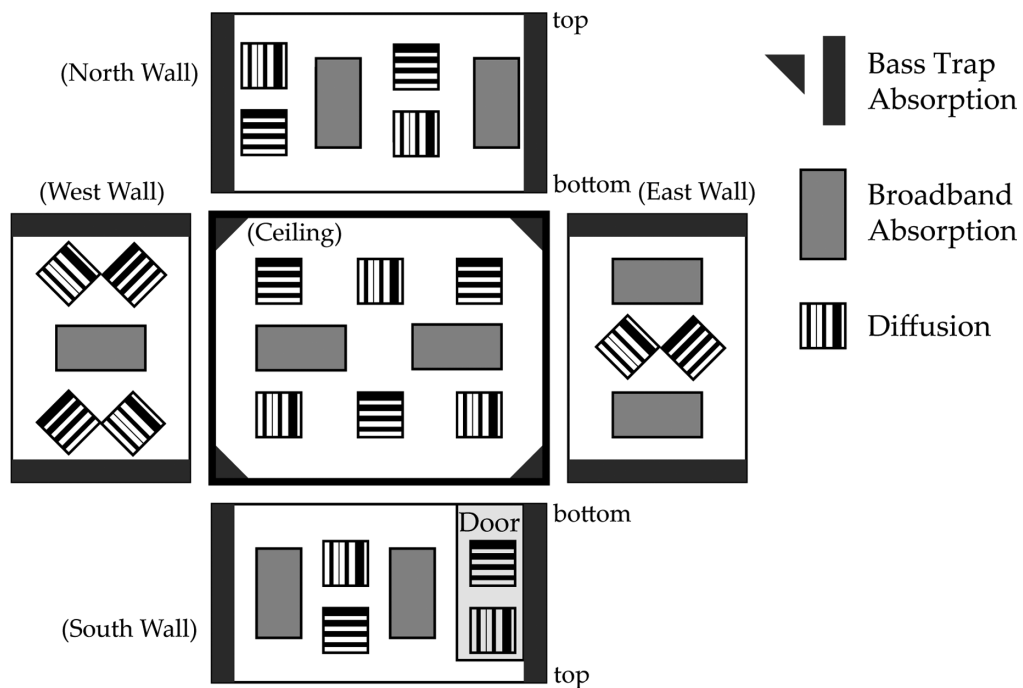 top
(North Wall)
Bass Trap
Absorption
bottom
(West Wall)
(East Wall)
Broadband
Absorption
(Ceiling)
Diffusion
Door
bottom
(South Wall)
top